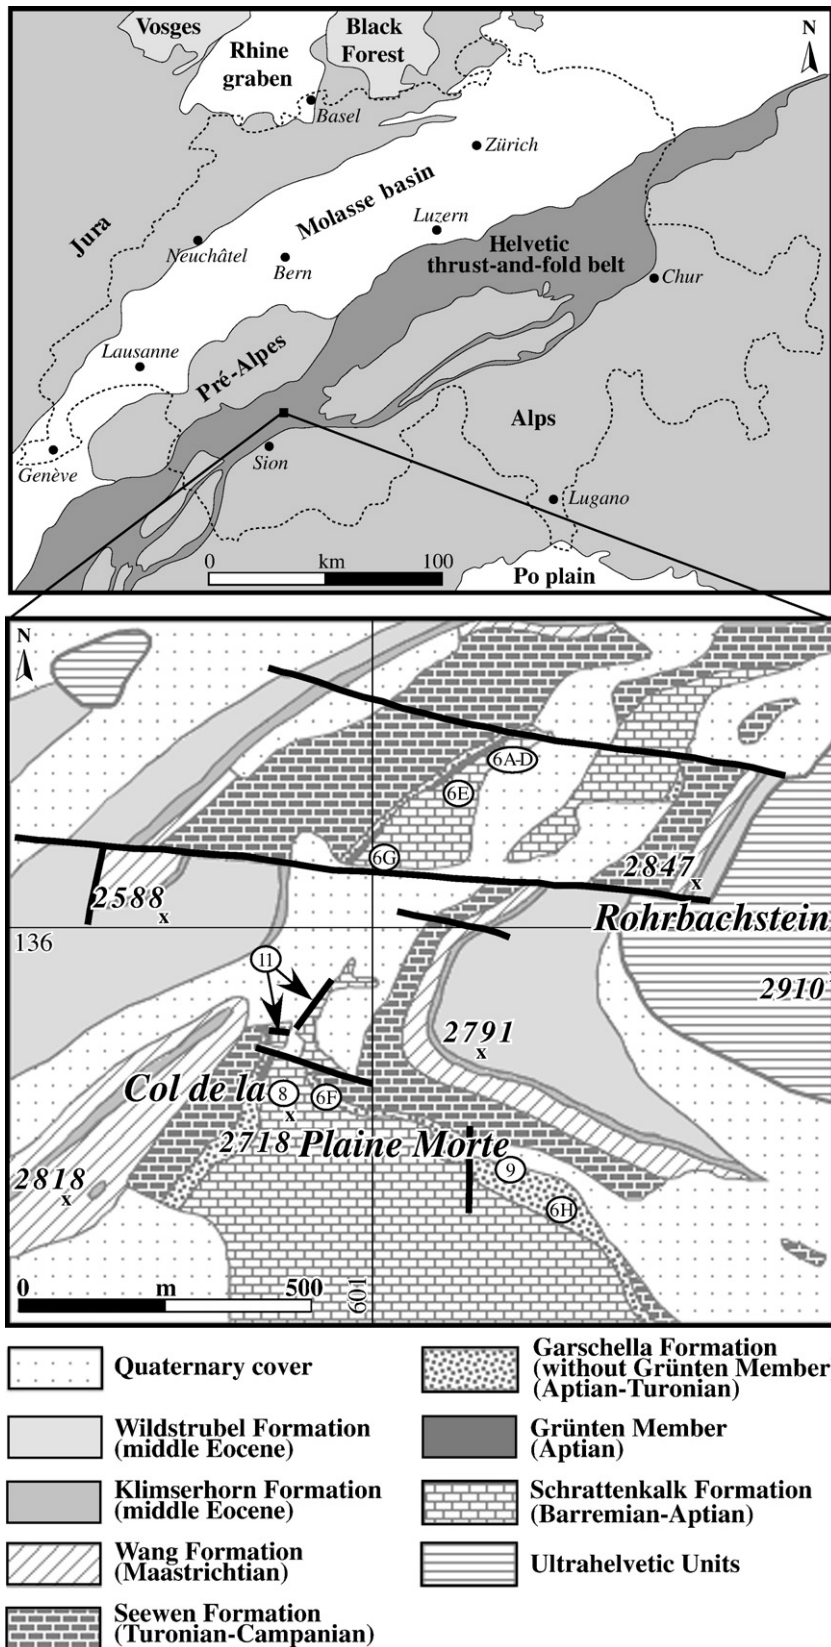 Vosges
Black
Forest
N
Rhine
graben
Basel
Zürich
Molasse basin
Jura
Luzern
Neuchâtel
Bern
Helvetic
thrust-and-fold belt
Chur
Lausanne
Pré-Alpes
Alps
Genève
Sion
Lugano
0 km 100
Po plain
N
6A-D
6E
6G
2847
x
2588
x
Rohrbachstein
136
11
2910
2791
x
Col de la
8
6F
x
2718 Plaine Morte
9
2818
x
6H
0 m 500
601
Quaternary cover
Wildstrubel Formation
(middle Eocene)
Klimserhorn Formation
(middle Eocene)
Wang Formation
(Maastrichtian)
Seewen Formation
(Turonian-Campanian)
Garschella Formation
(without Grünten Member)
(Aptian-Turonian)
Grünten Member
(Aptian)
Schrattenkalk Formation
(Barremian-Aptian)
Ultrahelvetic Units